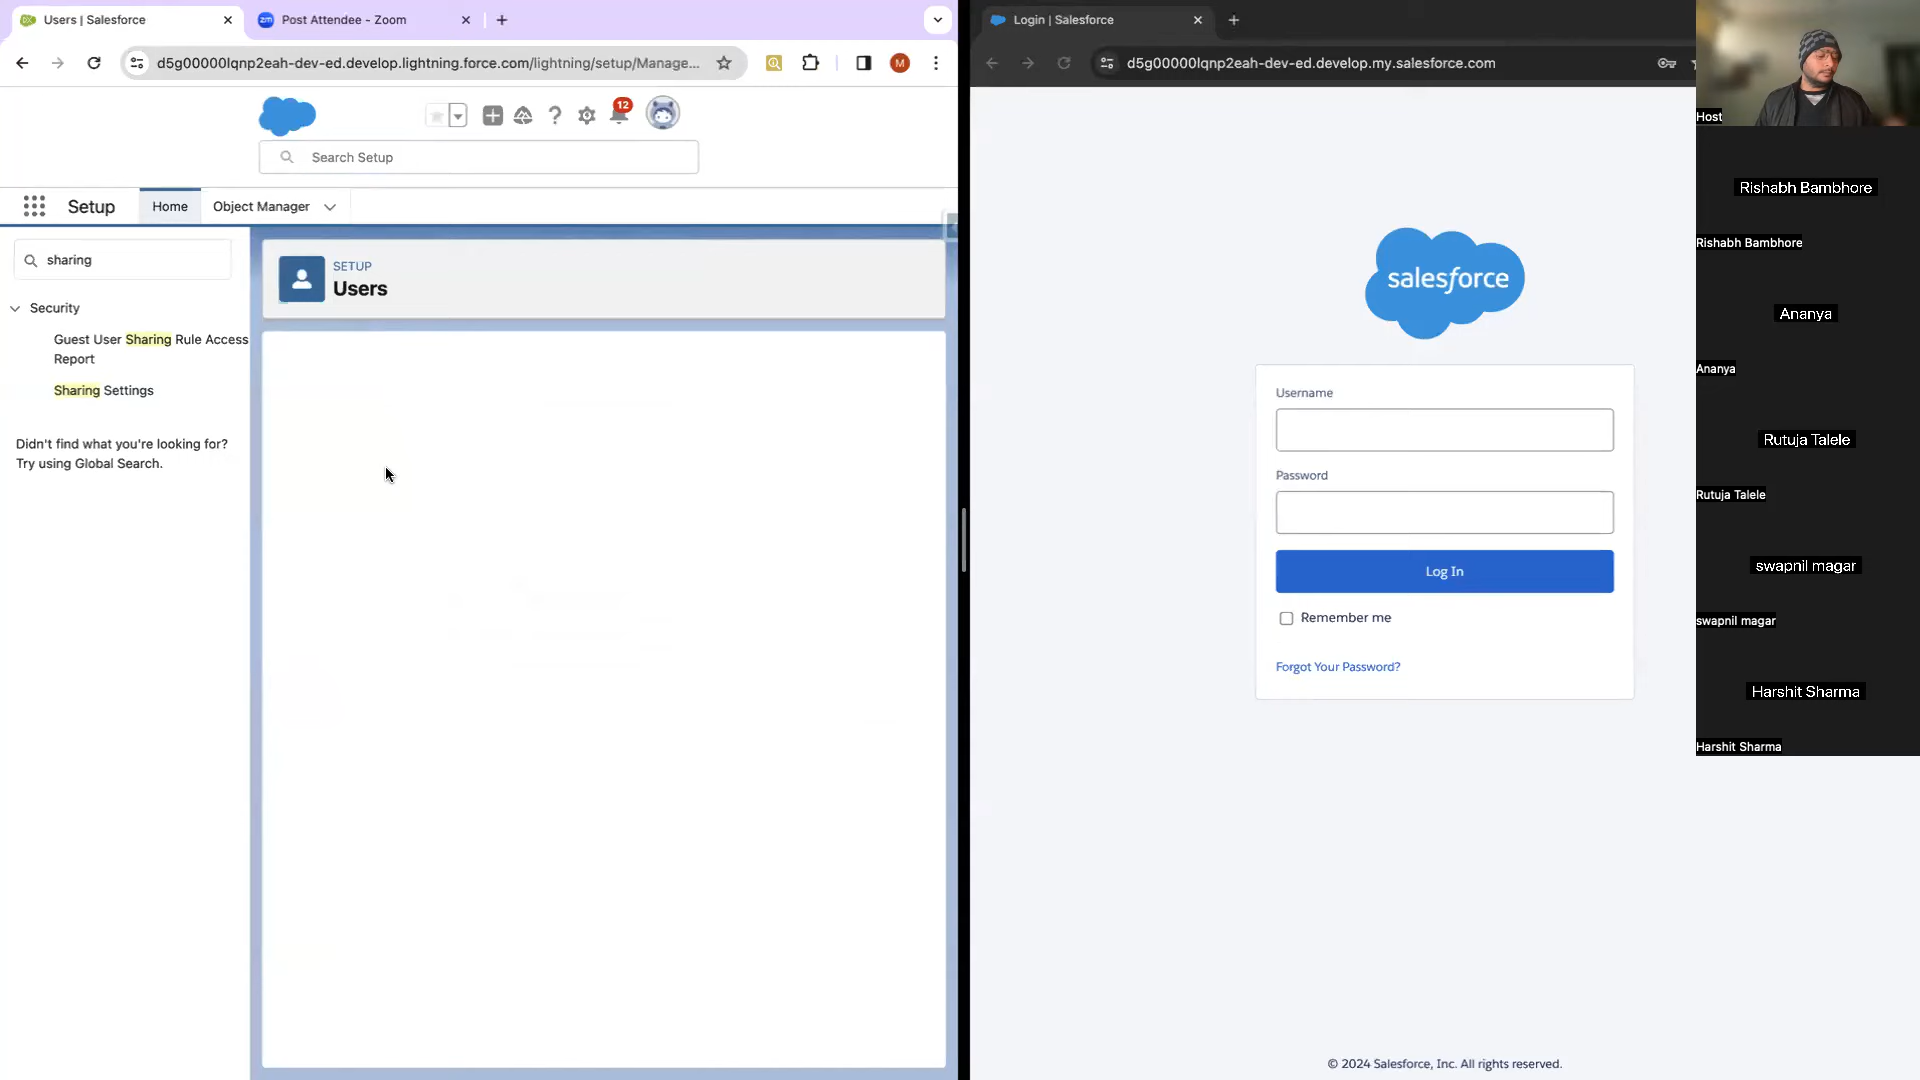 Users | Salesforce
zm Post Attendee - Zoom
d5g00000lqnp2eah-dev-ed.develop.lightning.force.com/lightning/setup/Manage...
M
12
Search Setup
Setup
Home
Object Manager
sharing
Security
Guest User Sharing Rule Access
Report
Sharing Settings
Didn't find what you're looking for?
Try using Global Search.
SETUP
Users
Login | Salesforce
d5g00000lqnp2eah-dev-ed.develop.my.salesforce.com
salesforce
Username
Password
Log In
Remember me
Forgot Your Password?
© 2024 Salesforce, Inc. All rights reserved.
Host
Rishabh Bambhore
Rishabh Bambhore
Ananya
Ananya
Rutuja Talele
Rutuja Talele
swapnil magar
swapnil magar
Harshit Sharma
Harshit Sharma